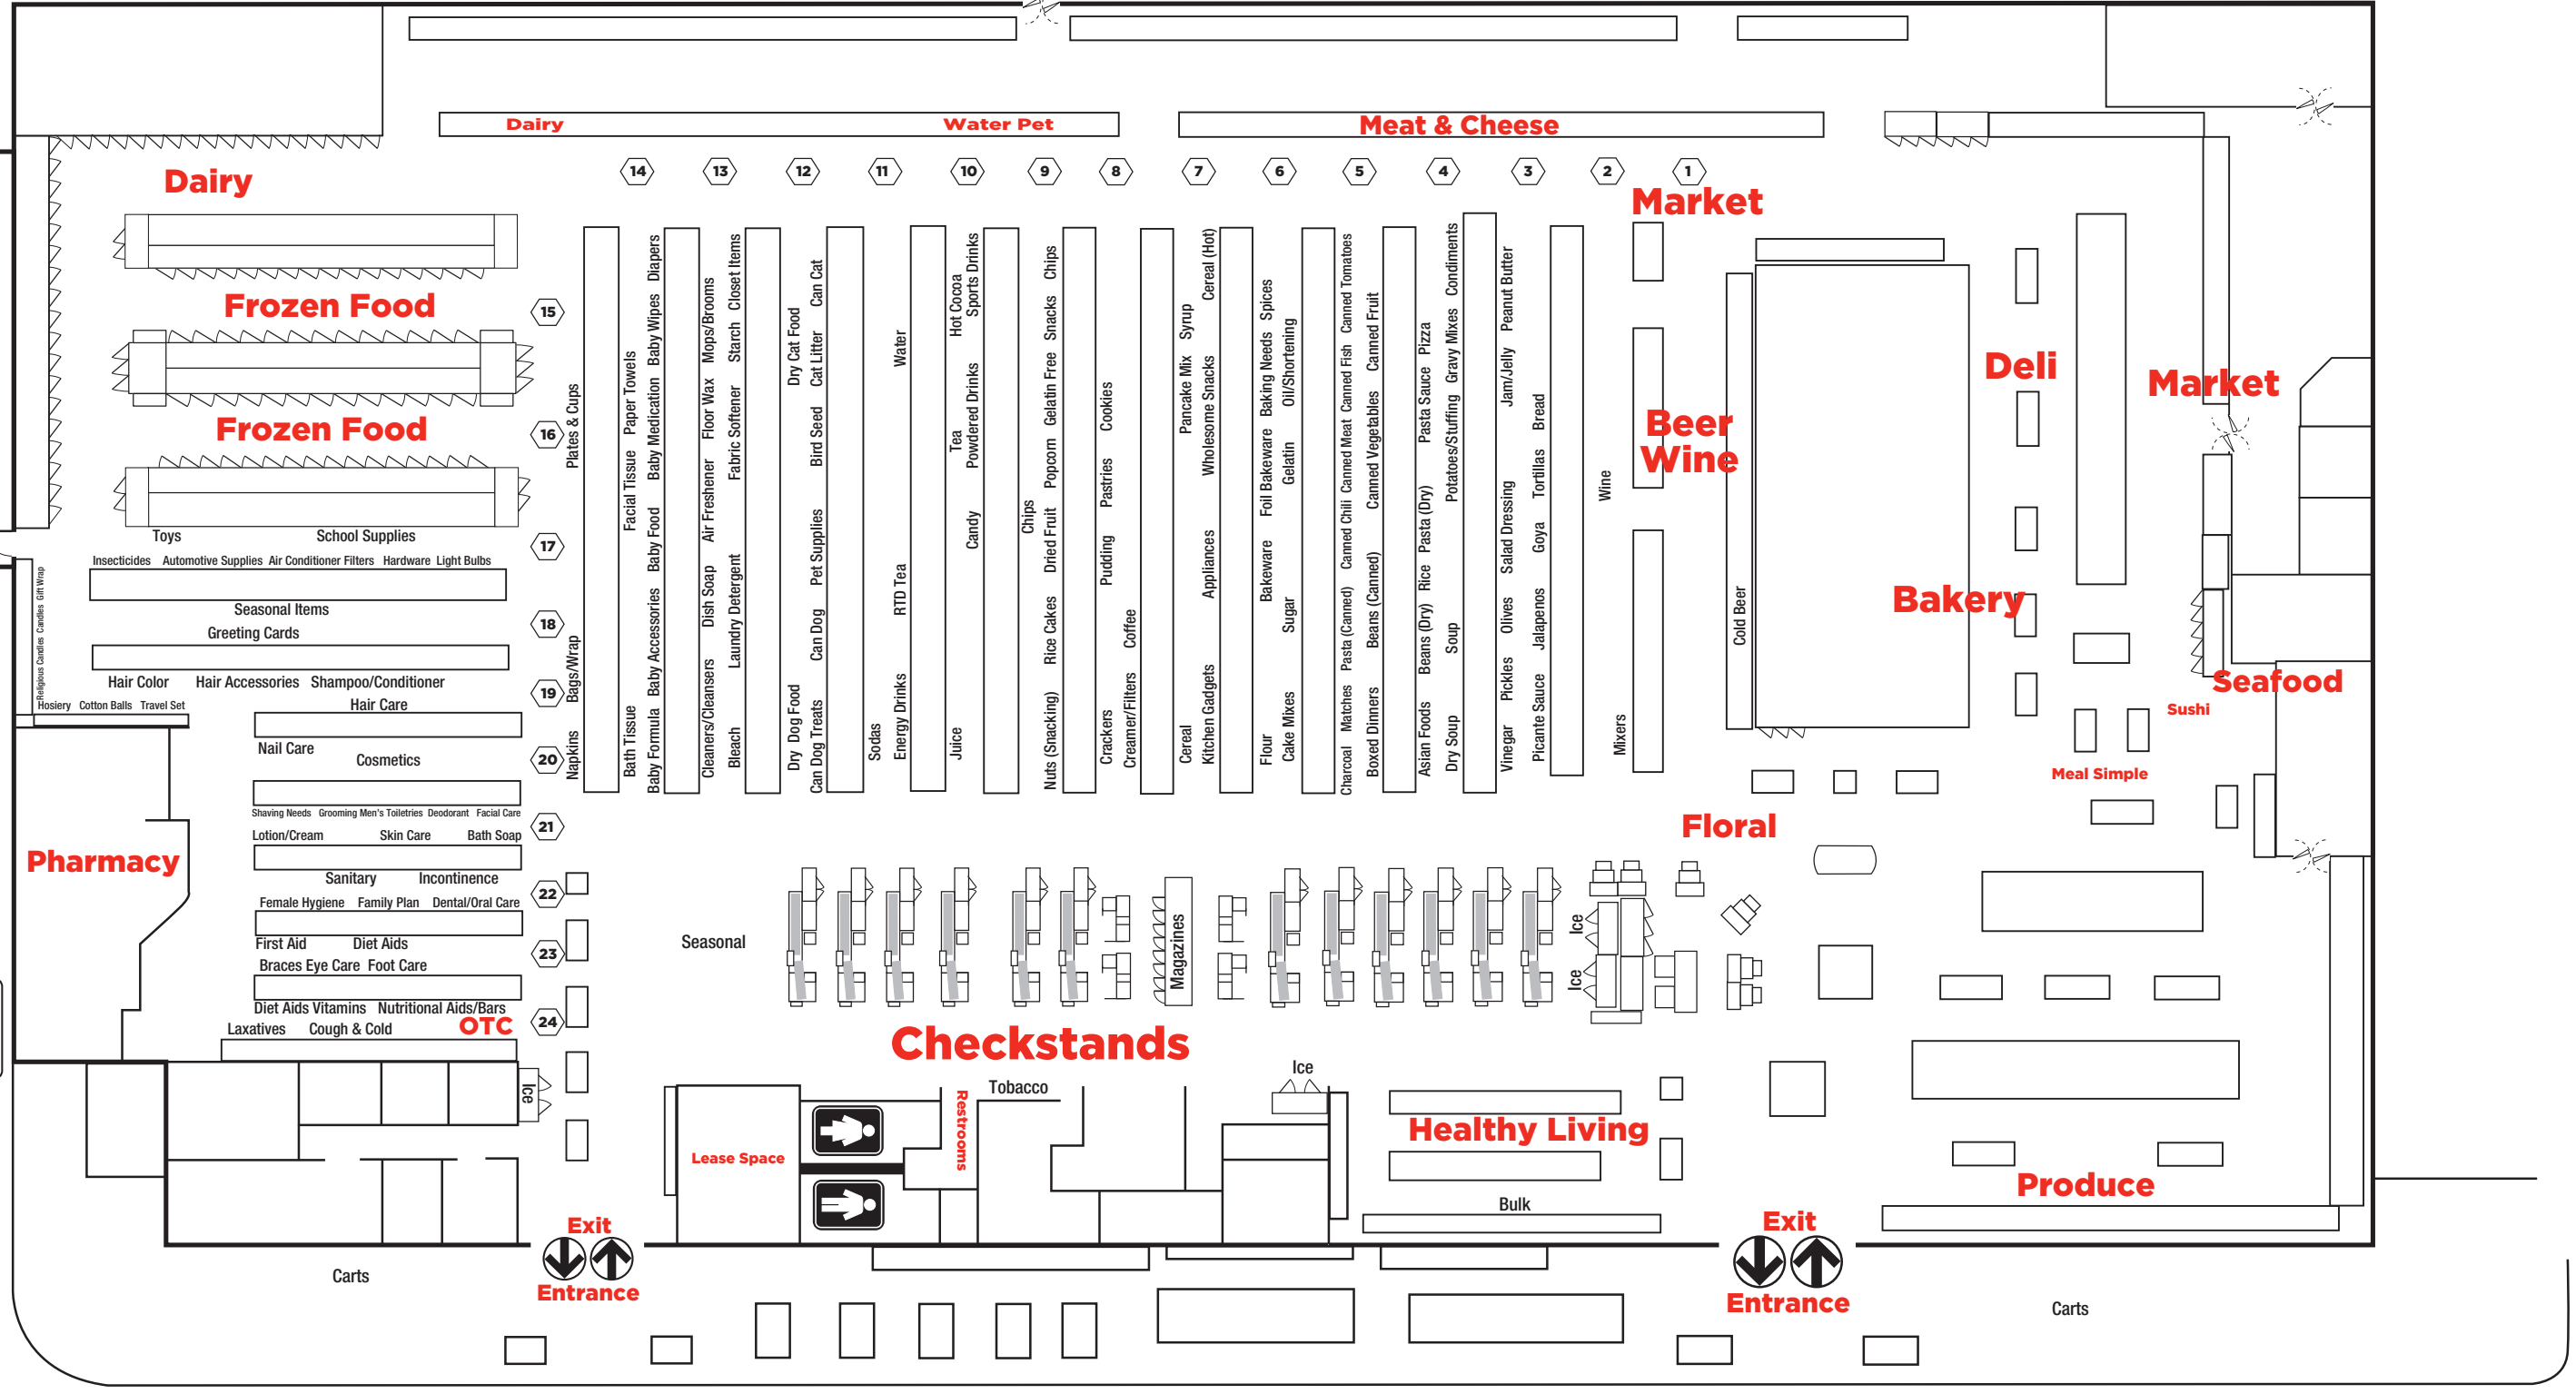 Dairy
Water Pet
Meat & Cheese
14
13
12
11
10
9
8
7
6
5
4
3
2
1
Dairy
Frozen Food
Frozen Food
15
16
17
18
19
20
21
22
23
24
Toys
School Supplies
Insecticides Automotive Supplies Air Conditioner Filters Hardware Light Bulbs
Seasonal Items
Greeting Cards
Religious Candles Candles Gift Wrap
Hair Color Hair Accessories Shampoo/Conditioner
Hosiery Cotton Balls Travel Set
Hair Care
Nail Care
Cosmetics
Shaving Needs Grooming Men's Toiletries Deodorant Facial Care
Lotion/Cream Skin Care Bath Soap
Pharmacy
Sanitary Incontinence
Female Hygiene Family Plan Dental/Oral Care
First Aid Diet Aids
Braces Eye Care Foot Care
Diet Aids Vitamins Nutritional Aids/Bars
Laxatives Cough & Cold
OTC
Ice
Napkins Bags/Wrap Plates & Cups
Bath Tissue Facial Tissue Paper Towels
Baby Formula Baby Accessories Baby Food Baby Medication Baby Wipes Diapers
Cleaners/Cleansers Dish Soap Air Freshener Floor Wax Mops/Brooms
Bleach Laundry Detergent Fabric Softener Starch Closet Items
Dry Dog Food Dry Cat Food
Can Dog Treats Can Dog Pet Supplies Bird Seed Cat Litter Can Cat
Sodas
Energy Drinks RTD Tea Water
Juice Tea Hot Cocoa
Candy Powdered Drinks Sports Drinks
Chips
Nuts (Snacking) Rice Cakes Dried Fruit Popcorn Gelatin Free Snacks Chips
Crackers Pudding Pastries Cookies
Creamer/Filters Coffee
Cereal Pancake Mix Syrup
Kitchen Gadgets Appliances Wholesome Snacks Cereal (Hot)
Flour Bakeware Foil Bakeware Baking Needs Spices
Cake Mixes Sugar Gelatin Oil/Shortening
Charcoal Matches Pasta (Canned) Canned Chili Canned Meat Canned Fish Canned Tomatoes
Boxed Dinners Beans (Canned) Canned Vegetables Canned Fruit
Asian Foods Beans (Dry) Rice Pasta (Dry) Pasta Sauce Pizza
Dry Soup Soup Potatoes/Stuffing Gravy Mixes Condiments
Vinegar Pickles Olives Salad Dressing Jam/Jelly Peanut Butter
Picante Sauce Jalapenos Goya Tortillas Bread
Wine
Mixers
Market
Beer
Wine
Cold Beer
Bakery
Deli
Market
Seafood
Sushi
Meal Simple
Floral
Seasonal
Magazines
Ice
Ice
Checkstands
Lease Space
Restrooms
Tobacco
Ice
Healthy Living
Bulk
Produce
Exit
Entrance
Exit
Entrance
Carts
Carts